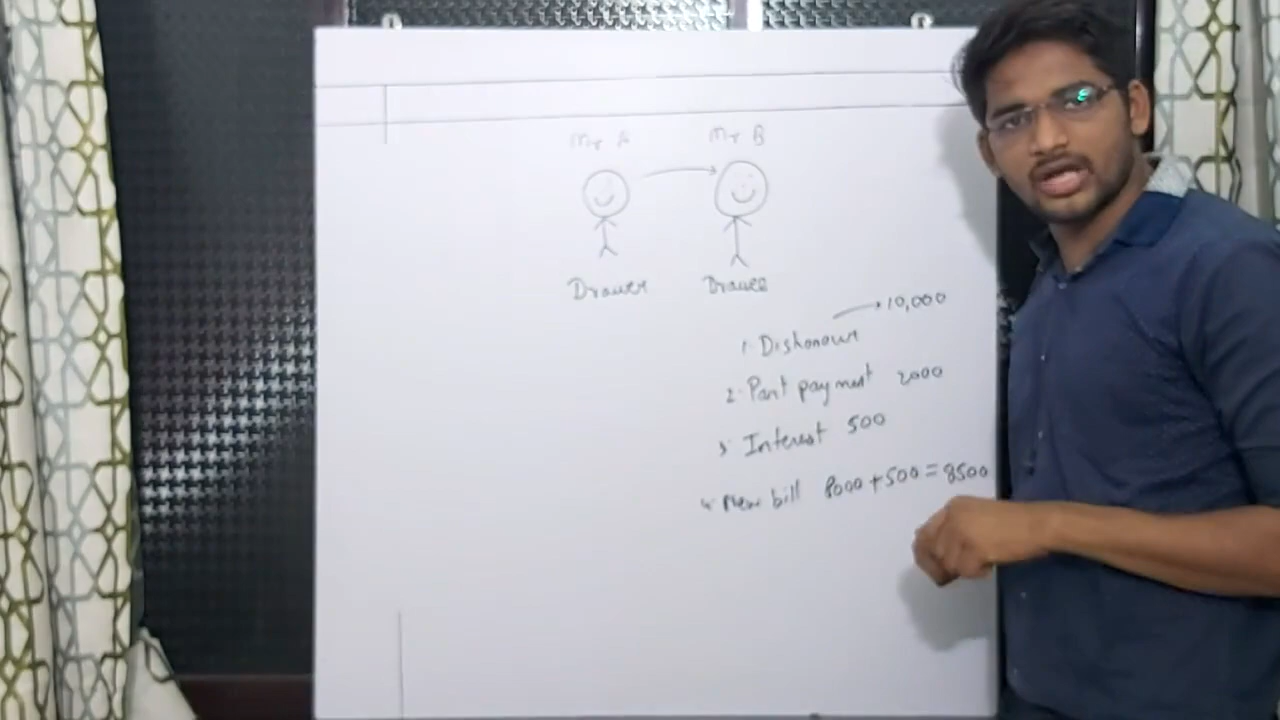 Mr A Mr B
Drawer Drawee
10,000
1 Dishonour
2. Part payment 2000
3 Interest 500
4 New bill 8000+500=8500